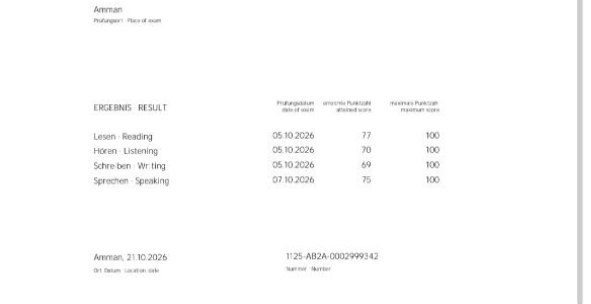 Amman
Prüfungsort · Place of exam
Prüfungsdatum erreichte Punktzahl maximale Punktzahl
date of exam attained score maximum score
ERGEBNIS · RESULT
Lesen · Reading 05.10.2026 77 100
Hören · Listening 05.10.2026 70 100
Schreiben · Writing 05.10.2026 69 100
Sprechen · Speaking 07.10.2026 75 100
Amman, 21.10.2026 1125-AB2A-0002999342
Ort, Datum · Location, date Nummer · Number